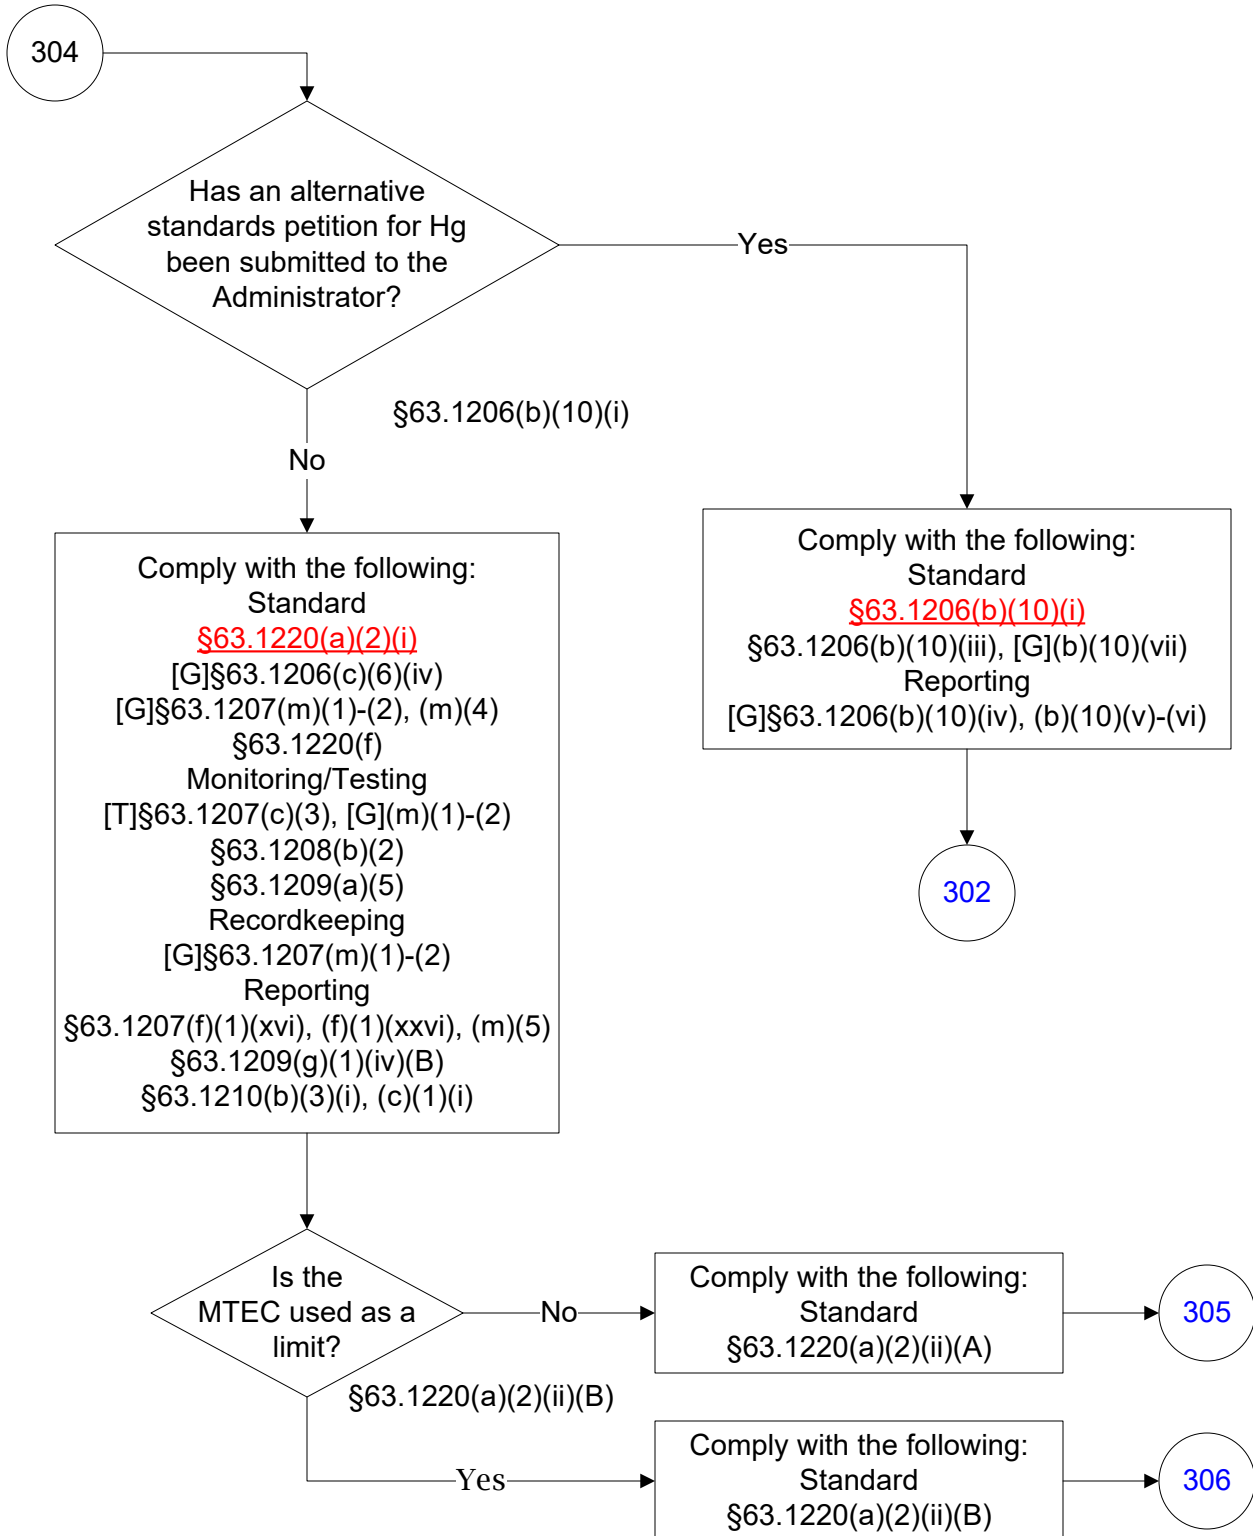 304
Has an alternative
standards petition for Hg
been submitted to the
Administrator?
Yes
§63.1206(b)(10)(i)
No
Comply with the following:
Standard
§63.1220(a)(2)(i)
[G]§63.1206(c)(6)(iv)
[G]§63.1207(m)(1)-(2), (m)(4)
§63.1220(f)
Monitoring/Testing
[T]§63.1207(c)(3), [G](m)(1)-(2)
§63.1208(b)(2)
§63.1209(a)(5)
Recordkeeping
[G]§63.1207(m)(1)-(2)
Reporting
§63.1207(f)(1)(xvi), (f)(1)(xxvi), (m)(5)
§63.1209(g)(1)(iv)(B)
§63.1210(b)(3)(i), (c)(1)(i)
Comply with the following:
Standard
§63.1206(b)(10)(i)
§63.1206(b)(10)(iii), [G](b)(10)(vii)
Reporting
[G]§63.1206(b)(10)(iv), (b)(10)(v)-(vi)
302
Is the
MTEC used as a
limit?
No
Comply with the following:
Standard
§63.1220(a)(2)(ii)(A)
305
§63.1220(a)(2)(ii)(B)
Yes
Comply with the following:
Standard
§63.1220(a)(2)(ii)(B)
306